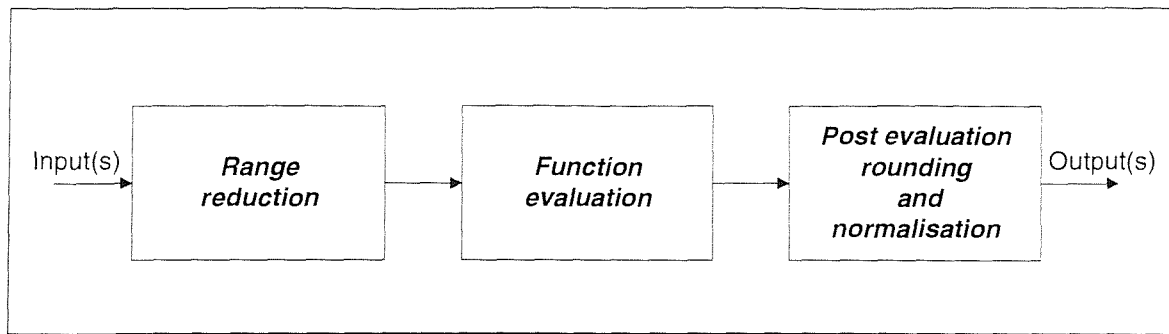 Input(s)
Range
reduction
Function
evaluation
Post evaluation
rounding
and
normalisation
Output(s)